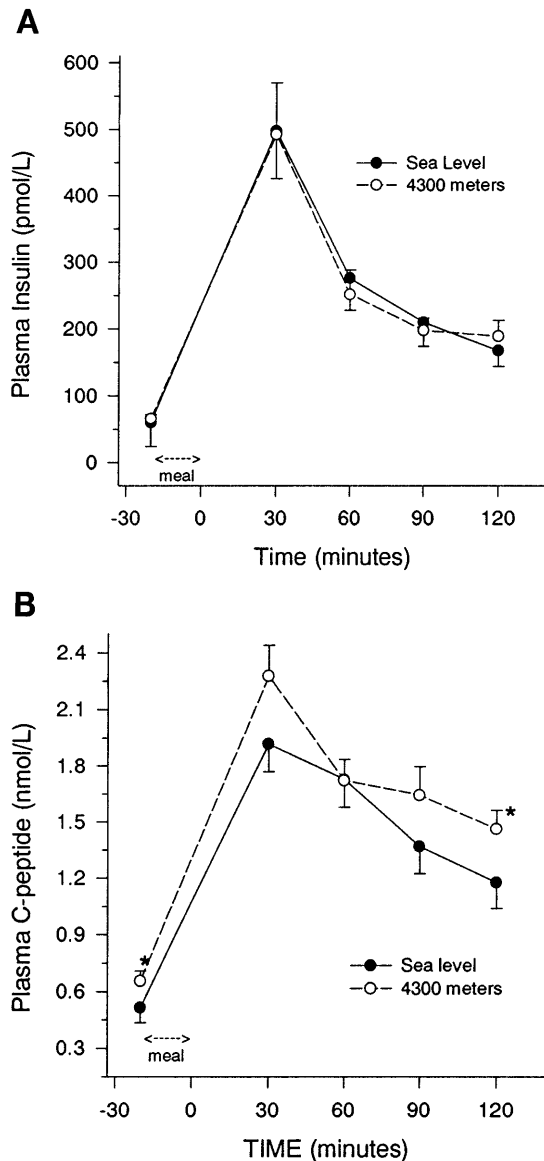 A
600
500
400
300
200
100
0
Plasma Insulin (pmol/L)
Sea Level
4300 meters
meal
-30 0 30 60 90 120
Time (minutes)
B
2.4
2.1
1.8
1.5
1.2
0.9
0.6
0.3
Plasma C-peptide (nmol/L)
*
*
Sea level
4300 meters
meal
-30 0 30 60 90 120
TIME (minutes)